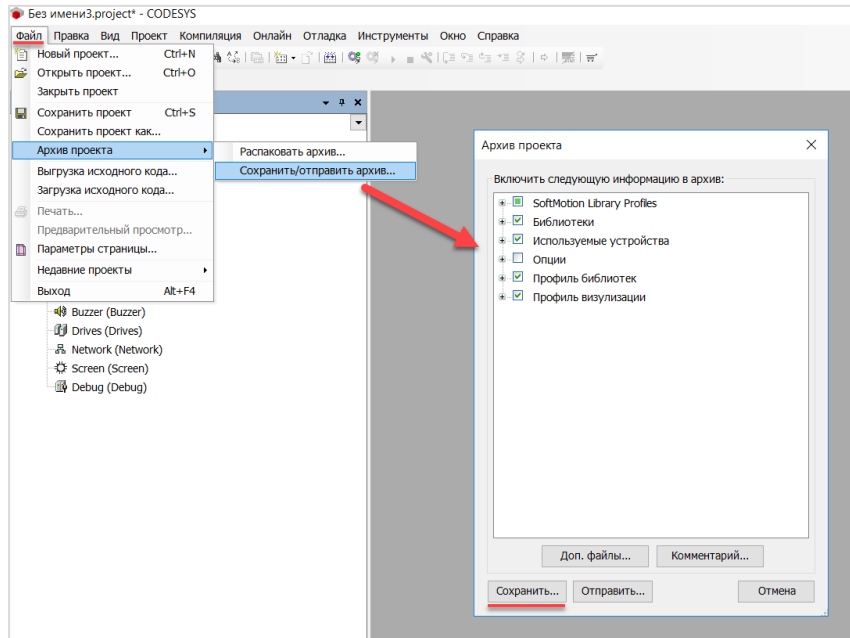 Без имени3.project* - CODESYS
Файл Правка Вид Проект Компиляция Онлайн Отладка Инструменты Окно Справка
Новый проект... Ctrl+N
Открыть проект... Ctrl+O
Закрыть проект
Сохранить проект Ctrl+S
Сохранить проект как...
Архив проекта
Распаковать архив...
Сохранить/отправить архив...
Выгрузка исходного кода...
Загрузка исходного кода...
Печать...
Предварительный просмотр...
Параметры страницы...
Недавние проекты
Выход Alt+F4
Buzzer (Buzzer)
Drives (Drives)
Network (Network)
Screen (Screen)
Debug (Debug)
Архив проекта
Включить следующую информацию в архив:
SoftMotion Library Profiles
Библиотеки
Используемые устройства
Опции
Профиль библиотек
Профиль визулизации
Доп. файлы... Комментарий...
Сохранить... Отправить... Отмена